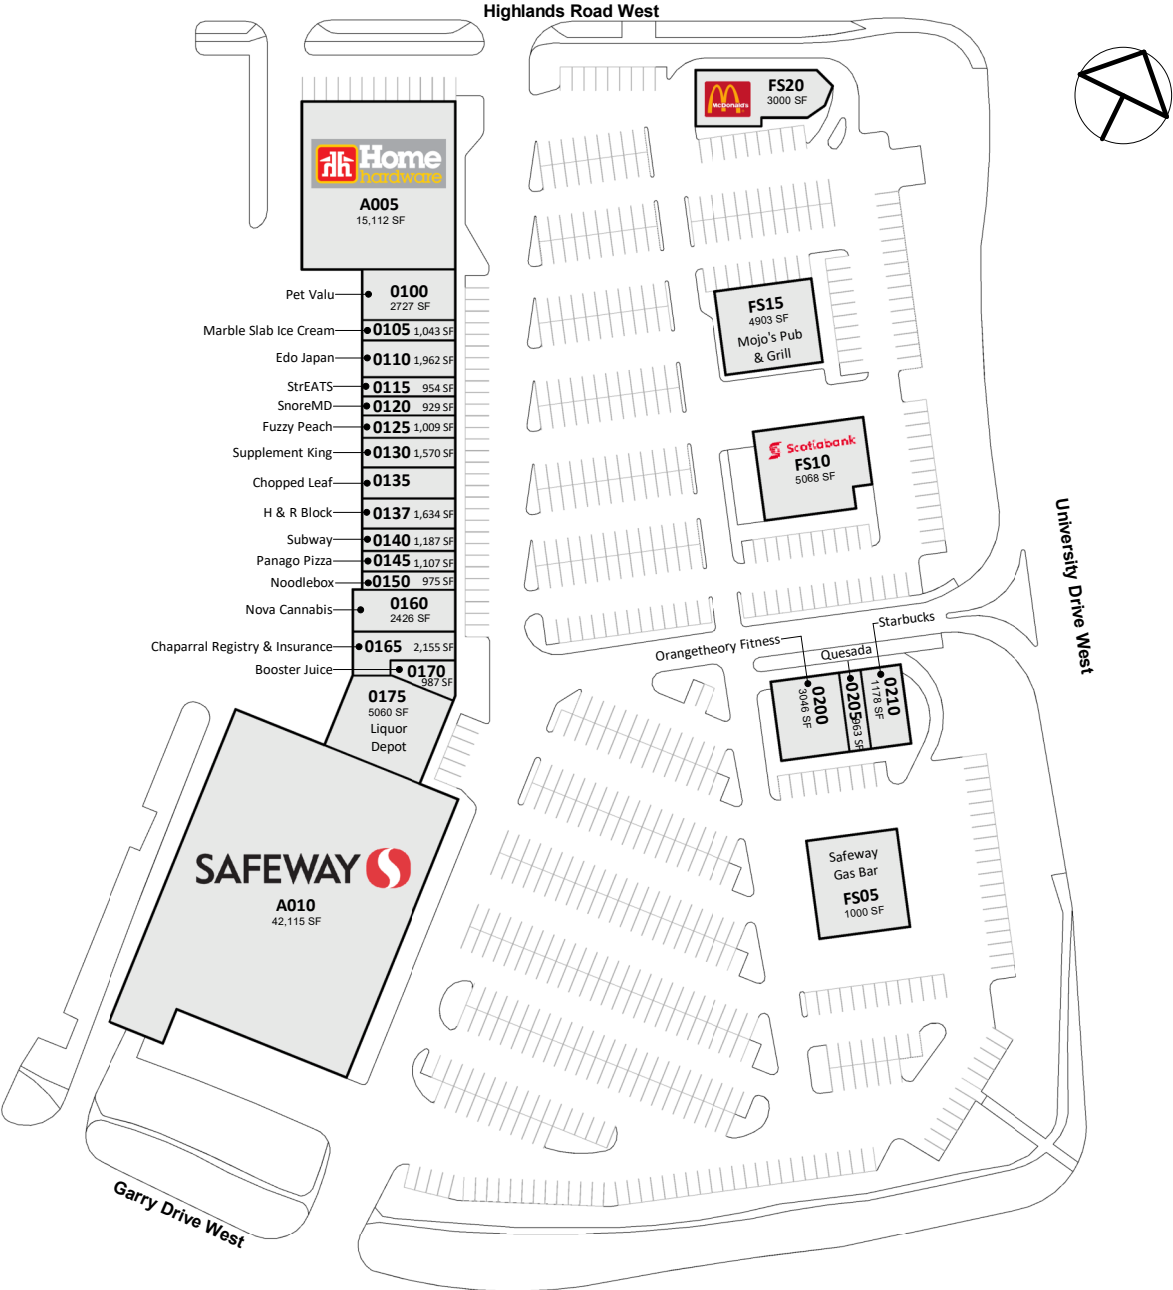 Highlands Road West
McDonald's
FS20
3000 SF
Home
hardware
A005
15,112 SF
Pet Valu
0100
2727 SF
Marble Slab Ice Cream
0105 1,043 SF
Edo Japan
0110 1,962 SF
StrEATS
0115 954 SF
SnoreMD
0120 929 SF
Fuzzy Peach
0125 1,009 SF
Supplement King
0130 1,570 SF
Chopped Leaf
0135
H & R Block
0137 1,634 SF
Subway
0140 1,187 SF
Panago Pizza
0145 1,107 SF
Noodlebox
0150 975 SF
Nova Cannabis
0160
2426 SF
Chaparral Registry & Insurance
0165 2,155 SF
Booster Juice
0170
987 SF
0175
5060 SF
Liquor
Depot
SAFEWAY
A010
42,115 SF
FS15
4903 SF
Mojo's Pub
& Grill
Scotiabank
FS10
5068 SF
University Drive West
Starbucks
Quesada
Orangetheory Fitness
0200
3046 SF
0205
963 SF
0210
1178 SF
Safeway
Gas Bar
FS05
1000 SF
Garry Drive West